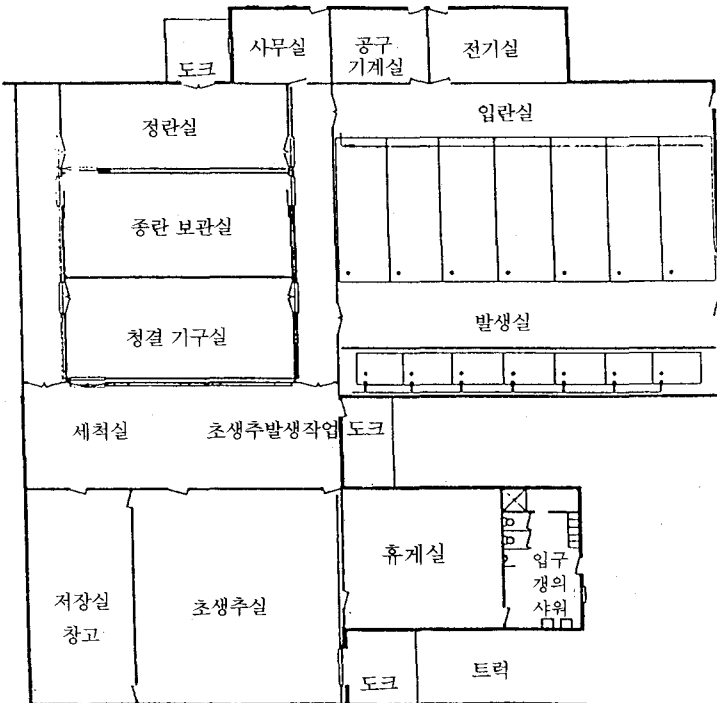 사무실
공구
기계실
전기실
도크
정란실
입란실
종란 보관실
청결 기구실
발생실
세척실
초생추발생작업
도크
휴게실
입구
갱의
샤워
저장실
창고
초생추실
도크
트럭